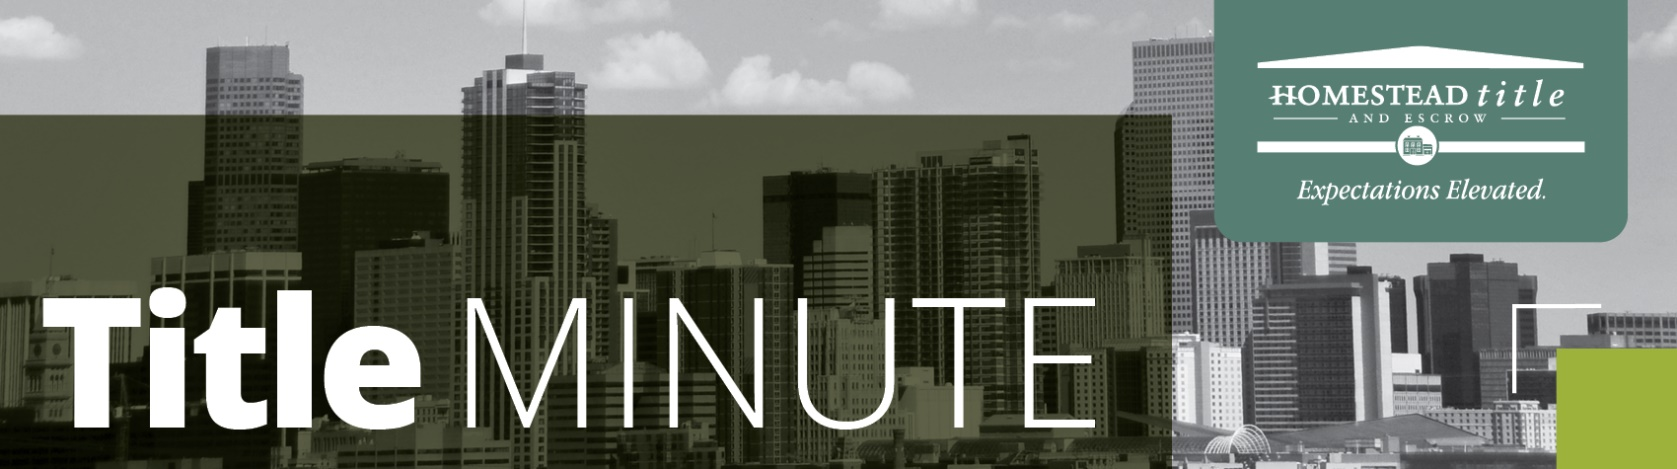 HOMESTEAD title
AND ESCROW
Expectations Elevated.
Title MINUTE